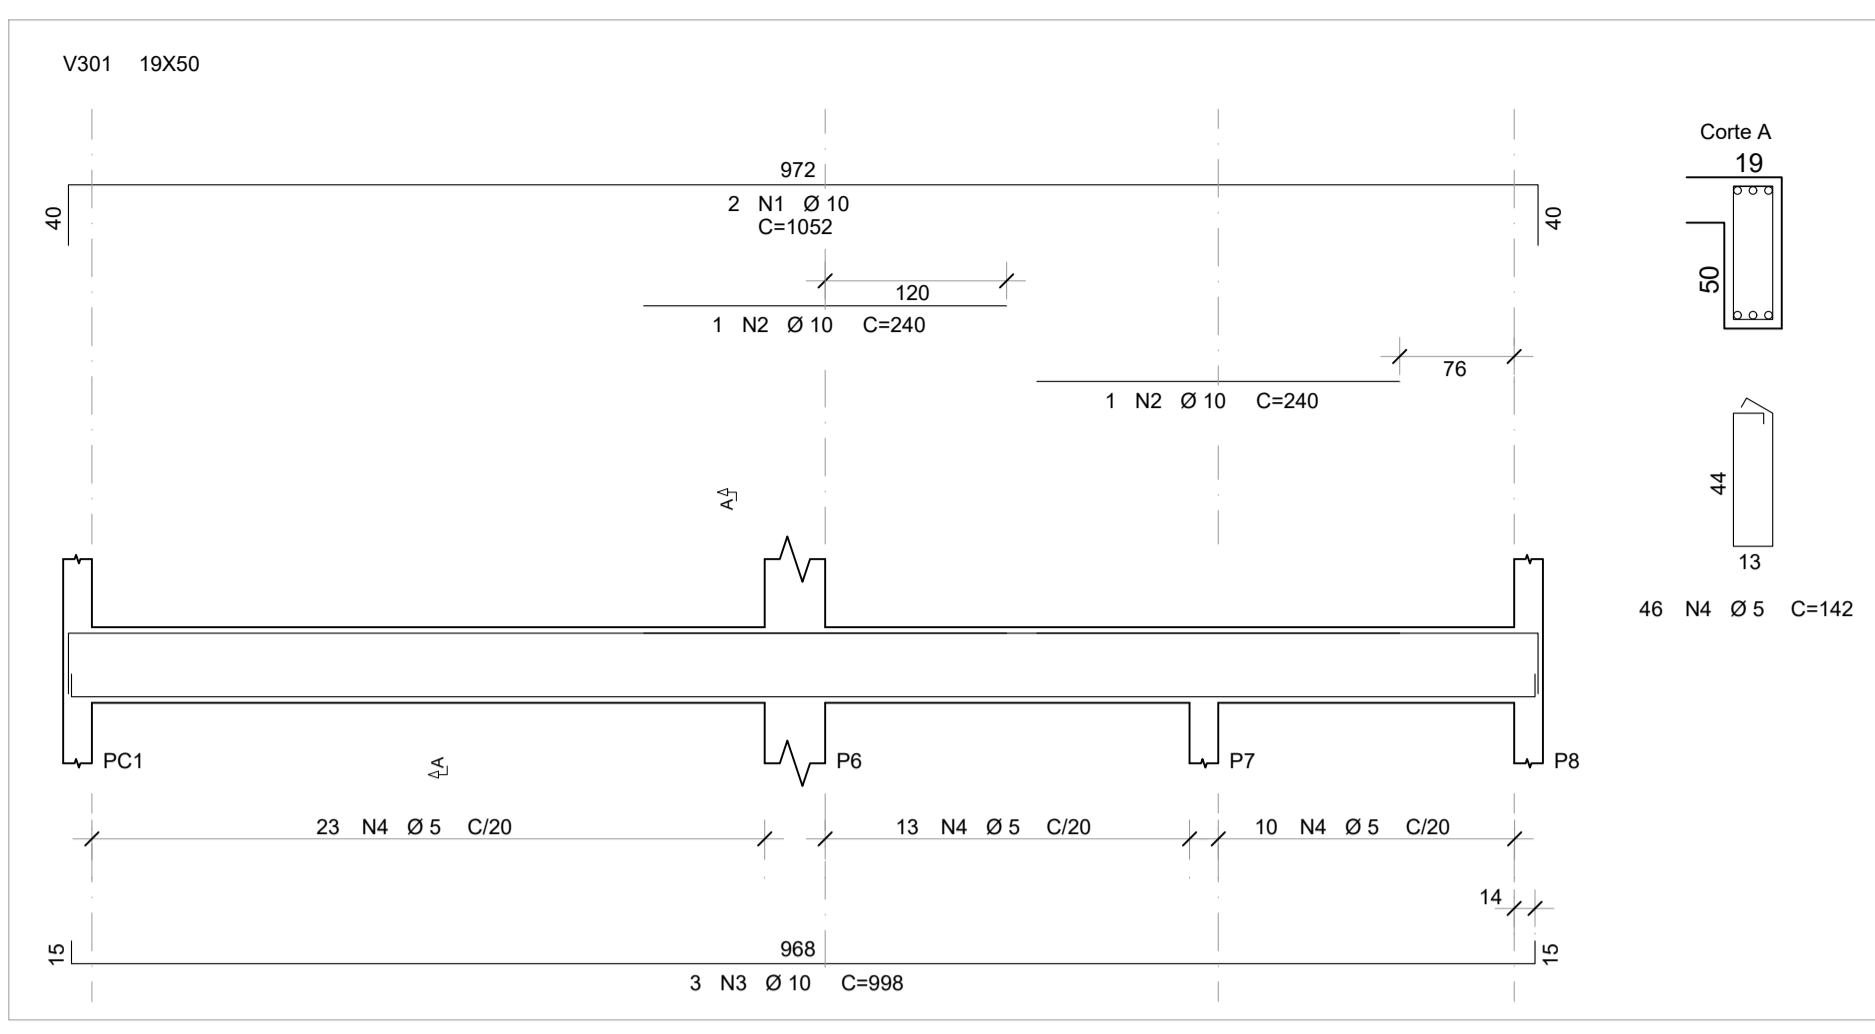 V301 19X50
Corte A
19
972
40
2 N1 Ø 10
40
C=1052
50
120
1 N2 Ø 10 C=240
76
1 N2 Ø 10 C=240
44
A
13
46 N4 Ø 5 C=142
PC1
A
P6
P7
P8
23 N4 Ø 5 C/20
13 N4 Ø 5 C/20
10 N4 Ø 5 C/20
14
15
968
15
3 N3 Ø 10 C=998